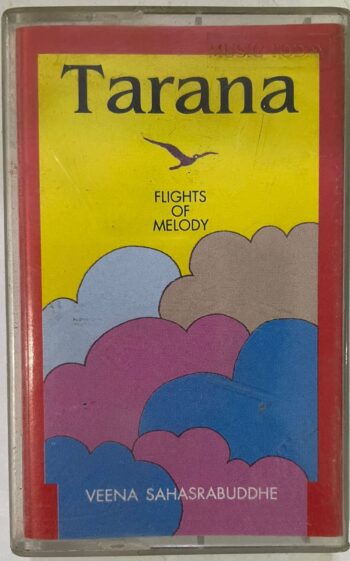 Tarana
FLIGHTS
OF
MELODY
VEENA SAHASRABUDDHE